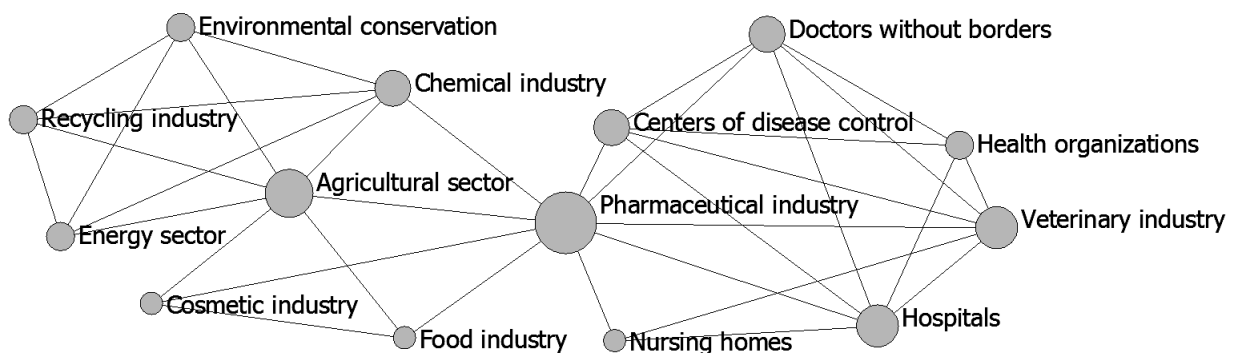 Environmental conservation
Doctors without borders
Chemical industry
Recycling industry
Centers of disease control
Health organizations
Agricultural sector
Pharmaceutical industry
Veterinary industry
Energy sector
Cosmetic industry
Hospitals
Food industry
Nursing homes